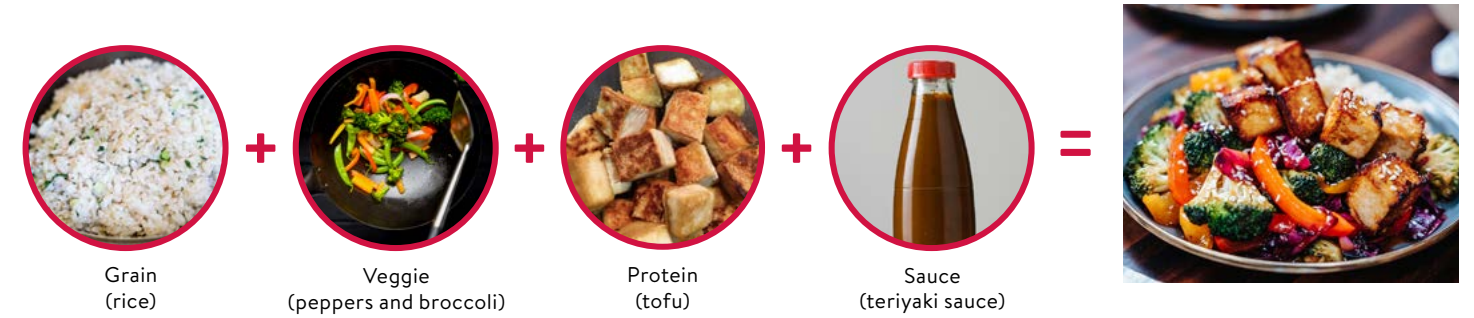 +
+
+
=
Grain
(rice)
Veggie
(peppers and broccoli)
Protein
(tofu)
Sauce
(teriyaki sauce)